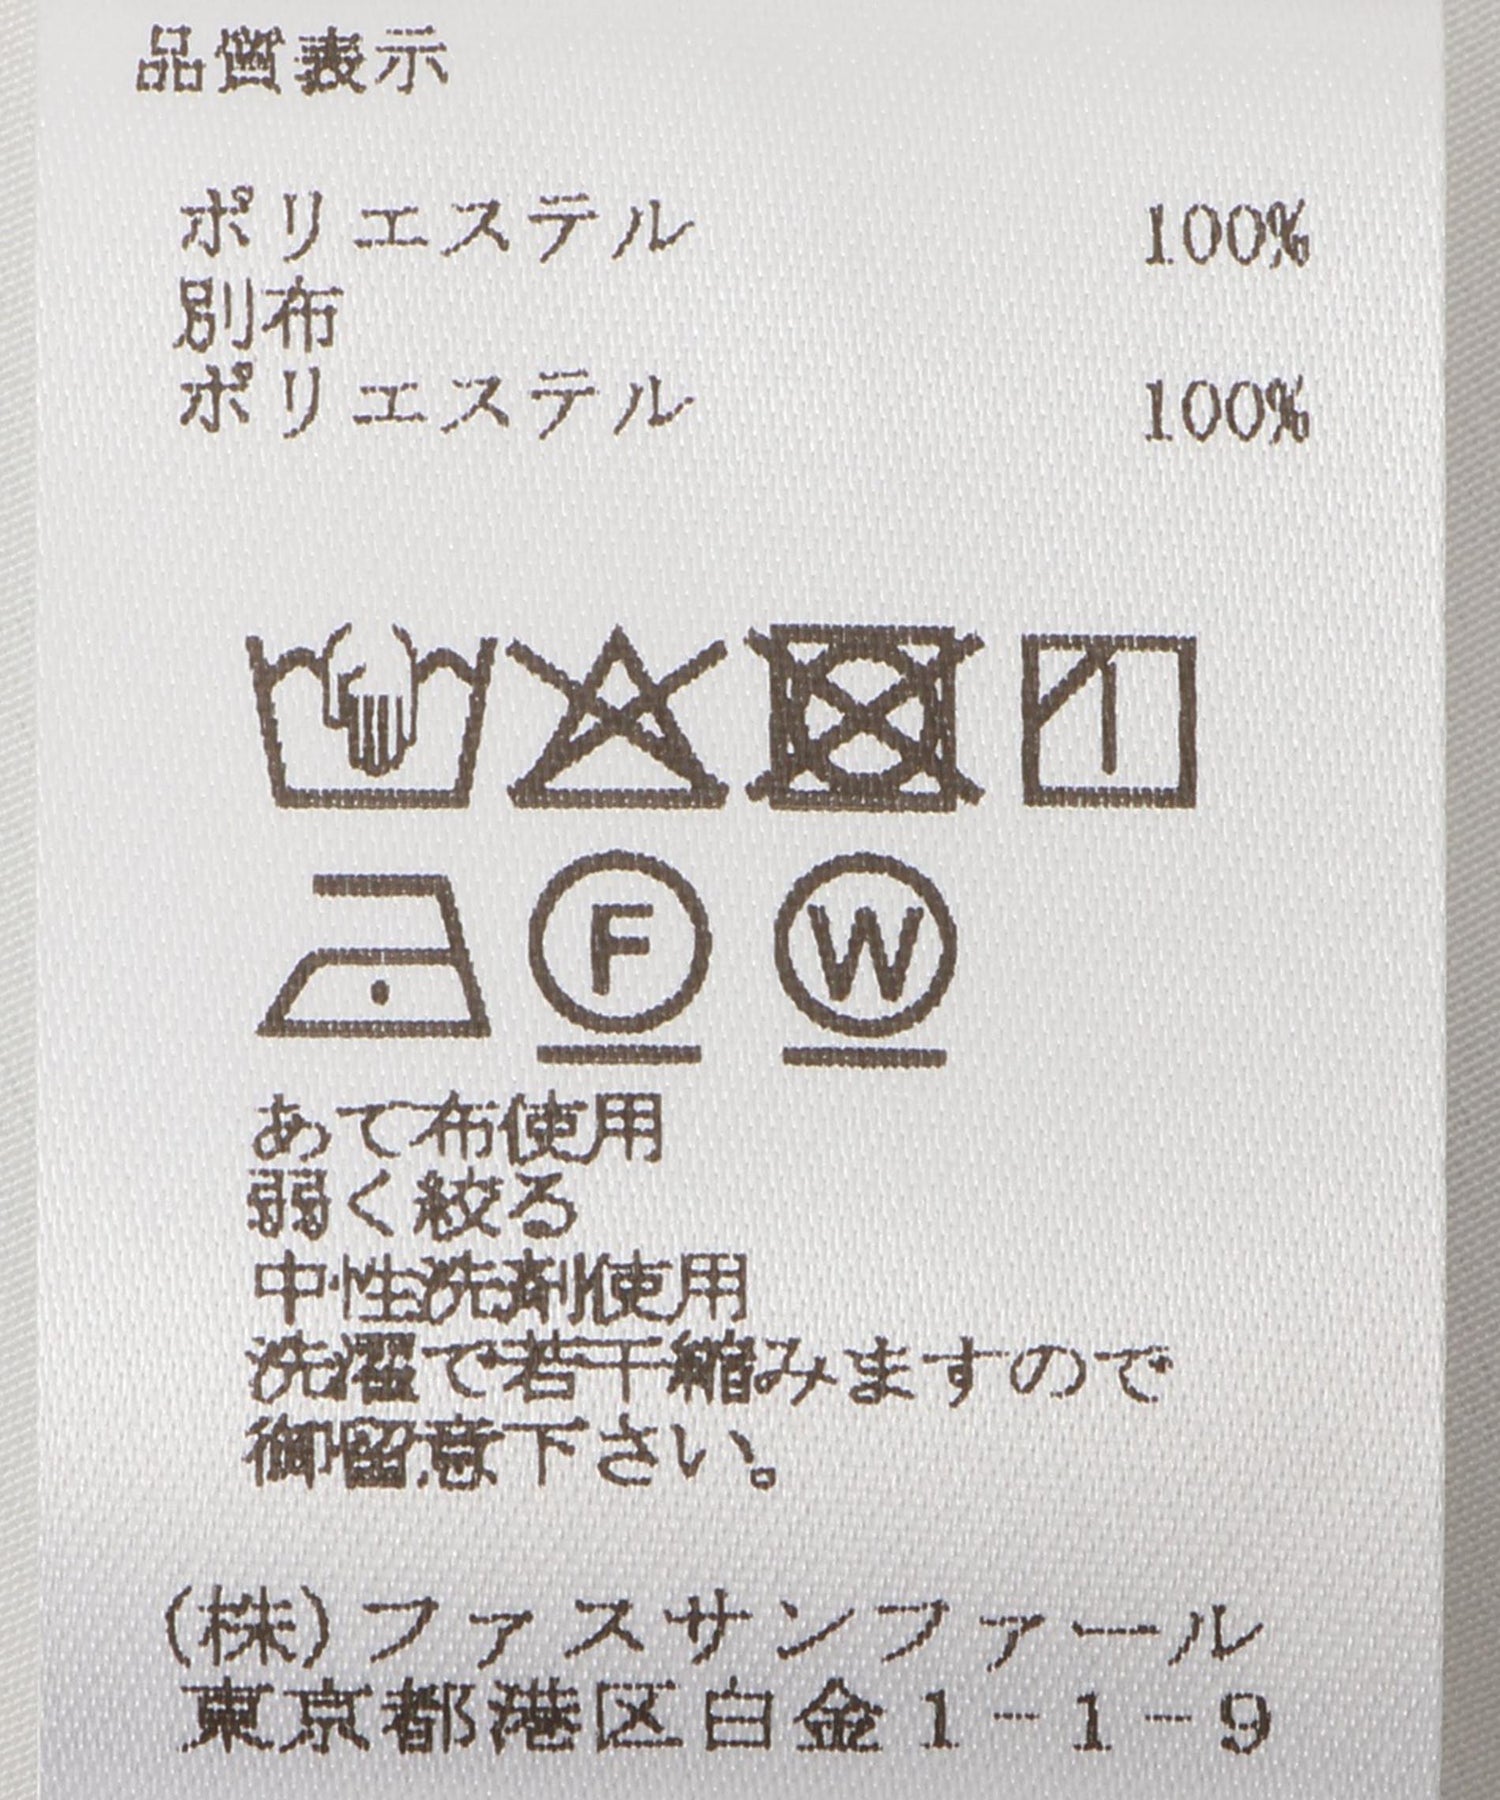 品質表示
ポリエステル 100%
別布
ポリエステル 100%
F W
あて布使用
弱く絞る
中性洗剤使用
洗濯で若干縮みますので
御留意下さい。
(株)ファスサンファール
東京都港区白金1-1-9